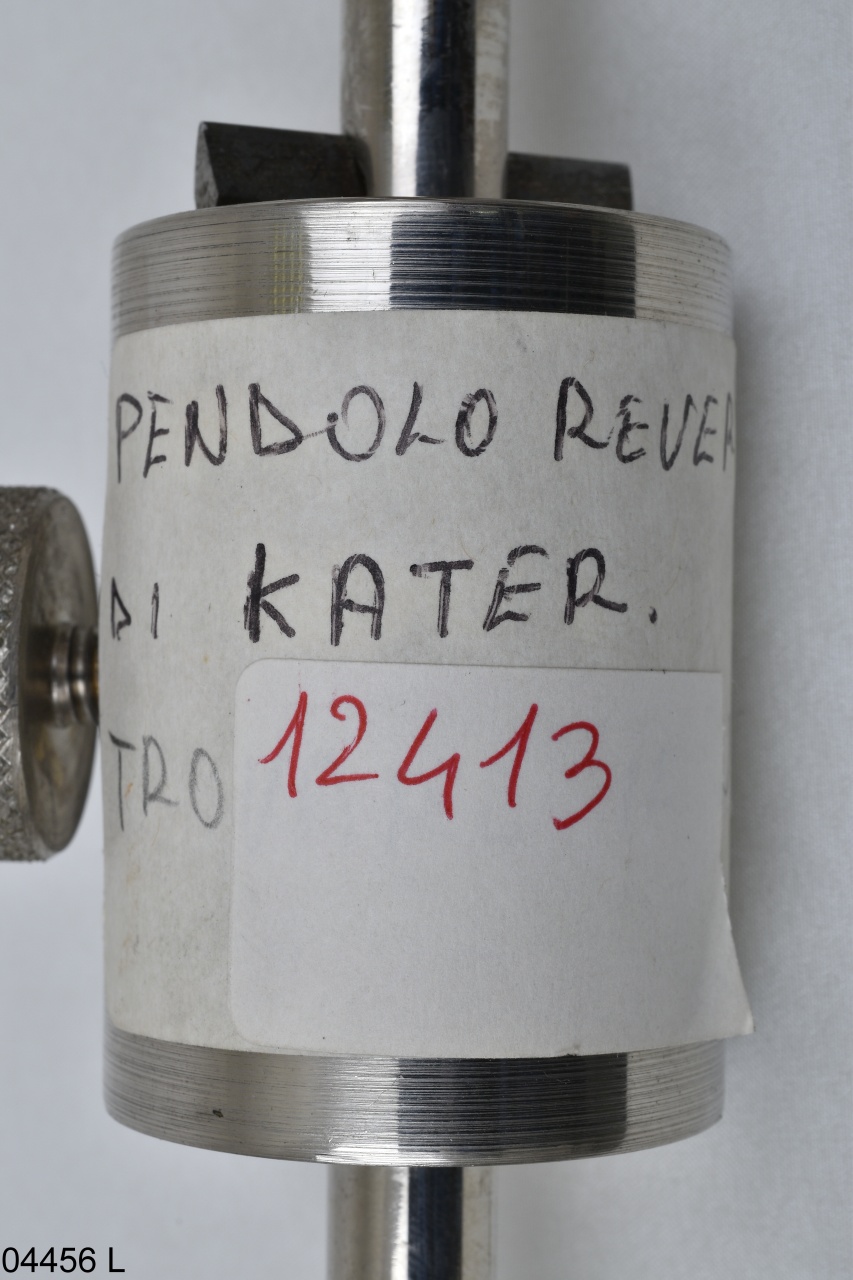 PENDOLO REVER
DI KATER.
TRO
12413
04456 L